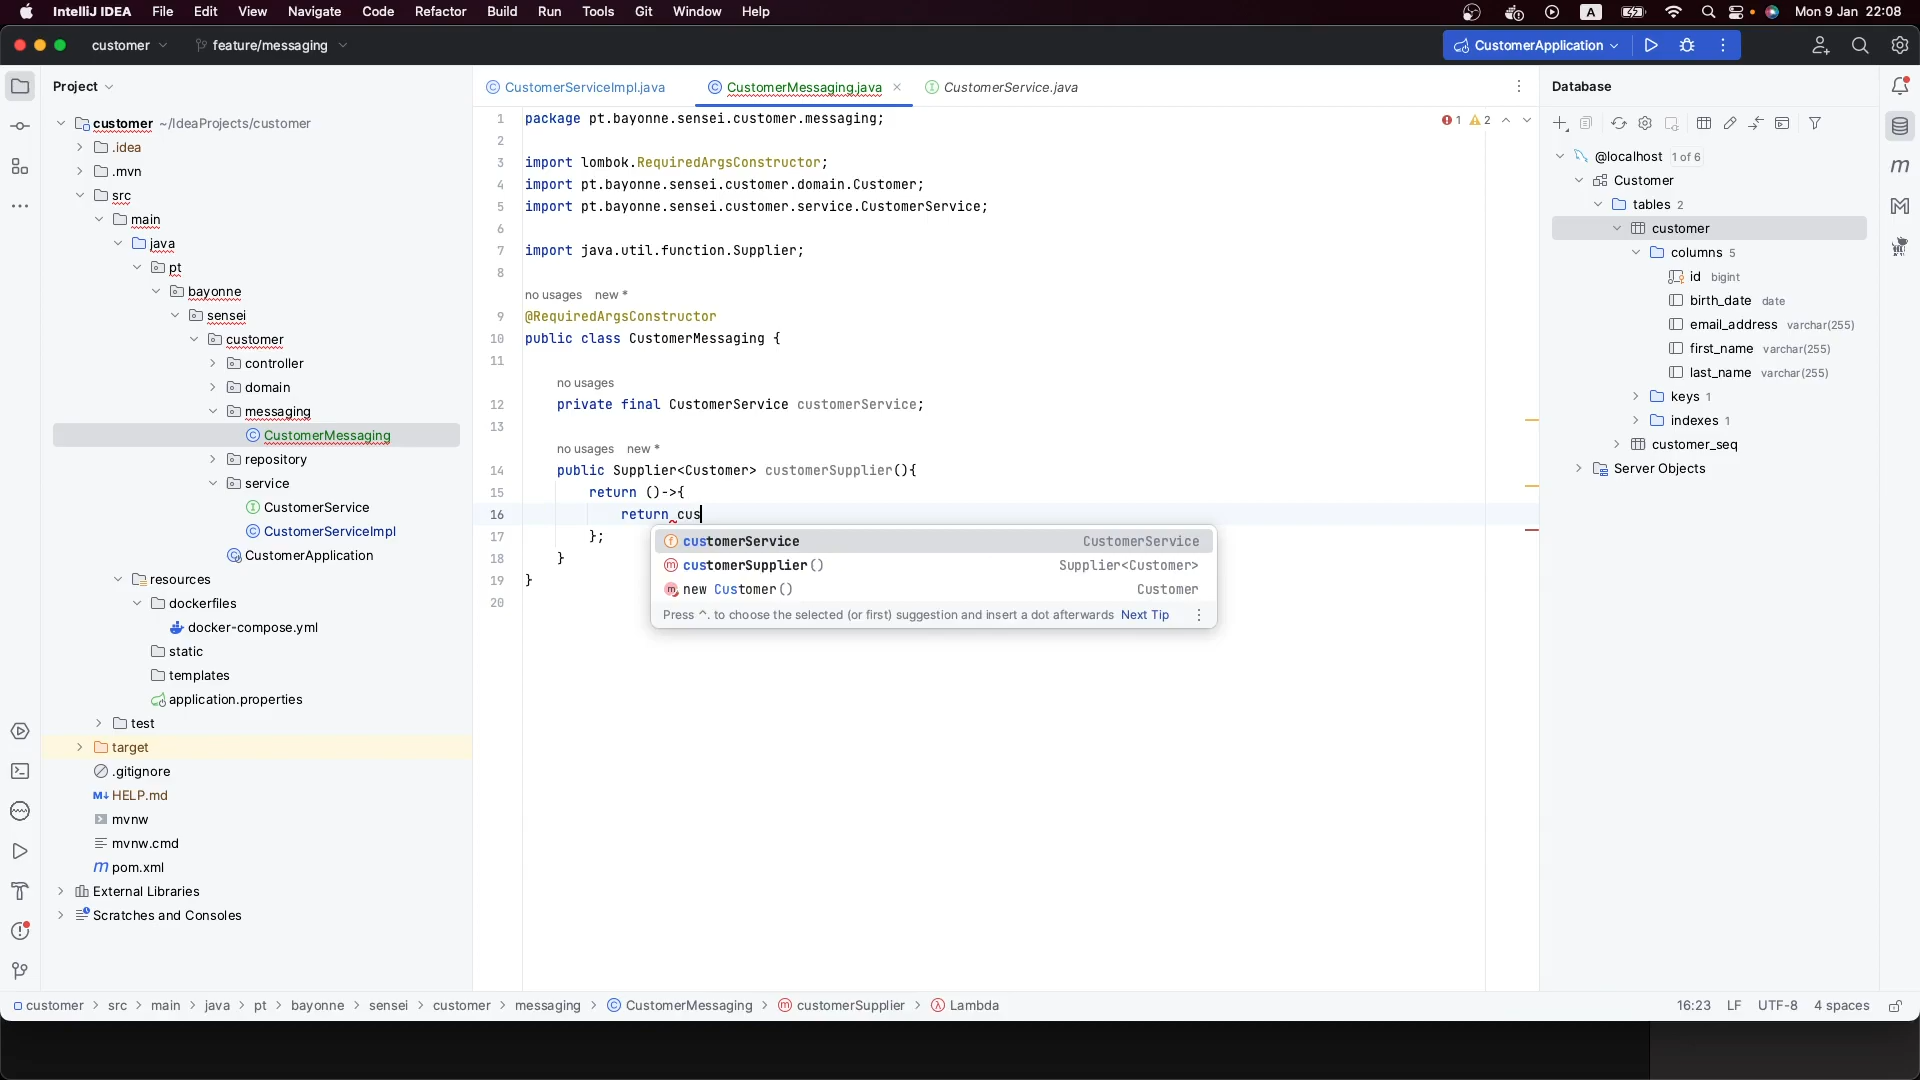 IntelliJ IDEA File Edit View Navigate Code Refactor Build Run Tools Git Window Help A Mon 9 Jan 22:08
customer feature/messaging CustomerApplication
Project
customer ~/IdeaProjects/customer
.idea
.mvn
src
main
java
pt
bayonne
sensei
customer
controller
domain
messaging
CustomerMessaging
repository
service
CustomerService
CustomerServiceImpl
CustomerApplication
resources
dockerfiles
docker-compose.yml
static
templates
application.properties
test
target
.gitignore
HELP.md
mvnw
mvnw.cmd
pom.xml
External Libraries
Scratches and Consoles
CustomerServiceImpl.java CustomerMessaging.java CustomerService.java
1 2
1 package pt.bayonne.sensei.customer.messaging;
2
3 import lombok.RequiredArgsConstructor;
4 import pt.bayonne.sensei.customer.domain.Customer;
5 import pt.bayonne.sensei.customer.service.CustomerService;
6
7 import java.util.function.Supplier;
8
no usages new *
9 @RequiredArgsConstructor
10 public class CustomerMessaging {
11
no usages
12 private final CustomerService customerService;
13
no usages new *
14 public Supplier<Customer> customerSupplier(){
15 return ()->{
16 return cus
17 };
18 }
19 }
20
customerService CustomerService
customerSupplier() Supplier<Customer>
new Customer() Customer
Press ^. to choose the selected (or first) suggestion and insert a dot afterwards Next Tip
Database
@localhost 1 of 6
Customer
tables 2
customer
columns 5
id bigint
birth_date date
email_address varchar(255)
first_name varchar(255)
last_name varchar(255)
keys 1
indexes 1
customer_seq
Server Objects
customer > src > main > java > pt > bayonne > sensei > customer > messaging > CustomerMessaging > customerSupplier > Lambda 16:23 LF UTF-8 4 spaces